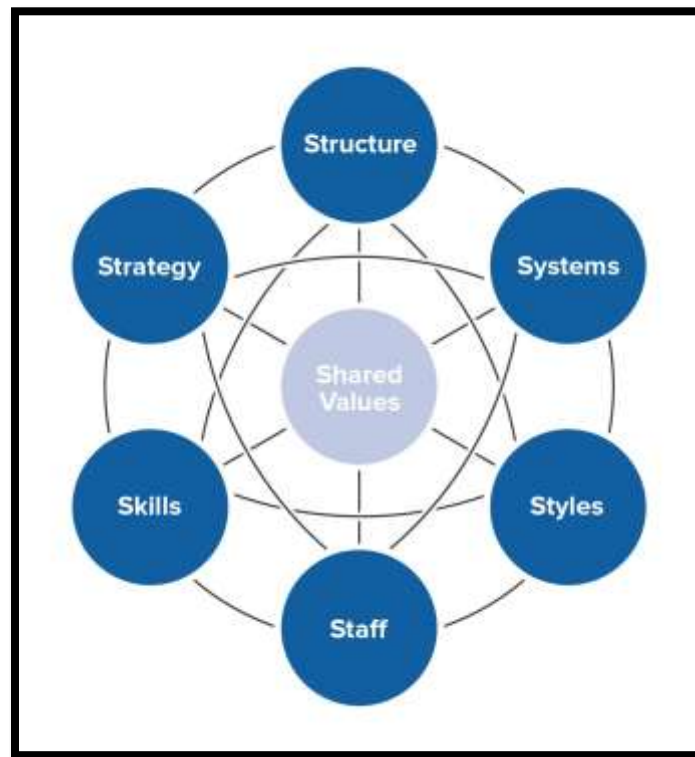 Structure
Strategy
Systems
Shared
Values
Skills
Styles
Staff